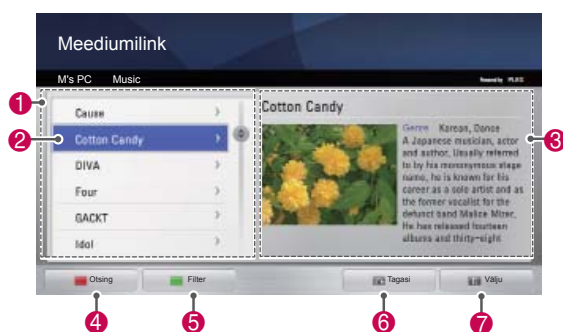 Meediumilink
M's PC Music
Powered by PLEX
1
2
3
Cause
Cotton Candy
DIVA
Four
GACKT
Idol
Cotton Candy
Genre Korean, Dance
A Japanese musician, actor
and author, Usually referred
to by his mononymous stage
name, he is known for his
career as a solo artist and as
the former vocalist for the
defunct band Malice Mizer.
He has released fourteen
albums and thirty-eight
Otsing
Filter
Tagasi
Välju
4
5
6
7